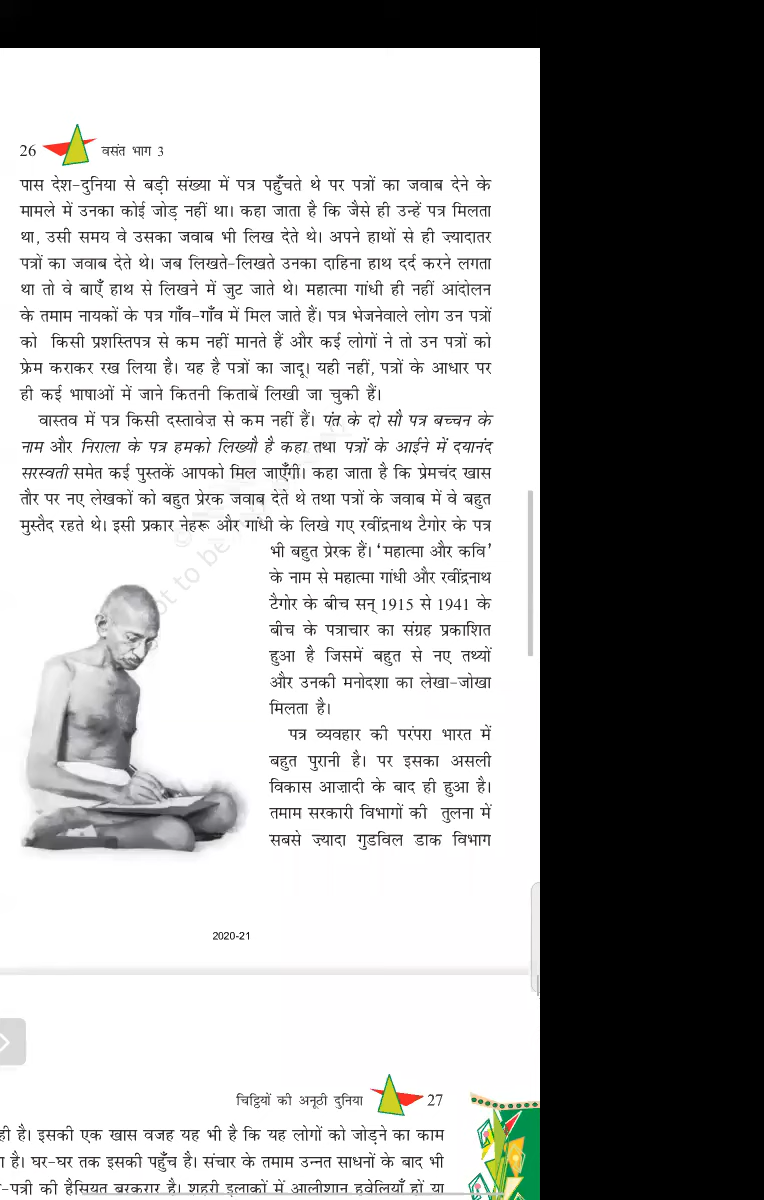 26 वसंत भाग 3
पास देश-दुनिया से बड़ी संख्या में पत्र पहुँचते थे पर पत्रों का जवाब देने के
मामले में उनका कोई जोड़ नहीं था। कहा जाता है कि जैसे ही उन्हें पत्र मिलता
था, उसी समय वे उसका जवाब भी लिख देते थे। अपने हाथों से ही ज्यादातर
पत्रों का जवाब देते थे। जब लिखते-लिखते उनका दाहिना हाथ दर्द करने लगता
था तो वे बाएँ हाथ से लिखने में जुट जाते थे। महात्मा गांधी ही नहीं आंदोलन
के तमाम नायकों के पत्र गाँव-गाँव में मिल जाते हैं। पत्र भेजनेवाले लोग उन पत्रों
को किसी प्रशस्तिपत्र से कम नहीं मानते हैं और कई लोगों ने तो उन पत्रों को
फ्रेम कराकर रख लिया है। यह है पत्रों का जादू। यही नहीं, पत्रों के आधार पर
ही कई भाषाओं में जाने कितनी किताबें लिखी जा चुकी हैं।
वास्तव में पत्र किसी दस्तावेज़ से कम नहीं हैं। पंत के दो सौ पत्र बच्चन के
नाम और निराला के पत्र हमको लिख्यौ है कहा तथा पत्रों के आईने में दयानंद
सरस्वती समेत कई पुस्तकें आपको मिल जाएँगीं। कहा जाता है कि प्रेमचंद खास
तौर पर नए लेखकों को बहुत प्रेरक जवाब देते थे तथा पत्रों के जवाब में वे बहुत
मुस्तैद रहते थे। इसी प्रकार नेहरू और गांधी के लिखे गए रवींद्रनाथ टैगोर के पत्र
भी बहुत प्रेरक हैं। ‘महात्मा और कवि’
के नाम से महात्मा गांधी और रवींद्रनाथ
टैगोर के बीच सन् 1915 से 1941 के
बीच के पत्राचार का संग्रह प्रकाशित
हुआ है जिसमें बहुत से नए तथ्यों
और उनकी मनोदशा का लेखा-जोखा
मिलता है।
पत्र व्यवहार की परंपरा भारत में
बहुत पुरानी है। पर इसका असली
विकास आज़ादी के बाद ही हुआ है।
तमाम सरकारी विभागों की तुलना में
सबसे ज़्यादा गुडविल डाक विभाग
2020-21
चिट्ठियों की अनूठी दुनिया 27
ही है। इसकी एक खास वजह यह भी है कि यह लोगों को जोड़ने का काम
है। घर-घर तक इसकी पहुँच है। संचार के तमाम उन्नत साधनों के बाद भी
-पत्री की हैसियत बरकरार है। शहरी इलाकों में आलीशान हवेलियाँ हों या